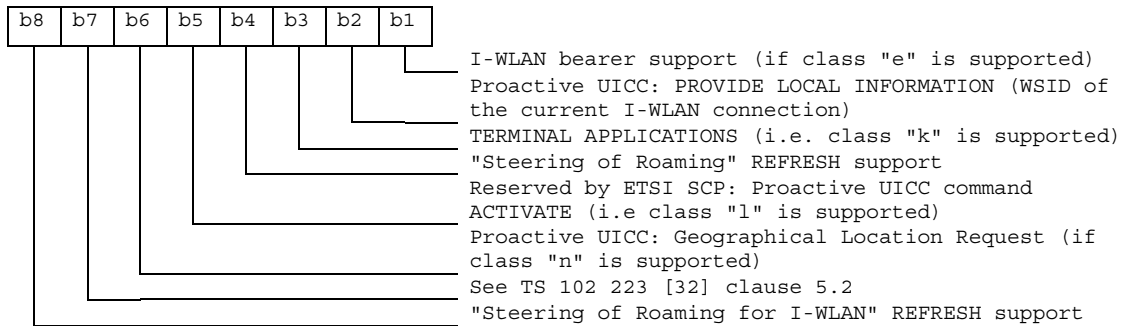 b8 b7 b6 b5 b4 b3 b2 b1
I-WLAN bearer support (if class "e" is supported)
Proactive UICC: PROVIDE LOCAL INFORMATION (WSID of
the current I-WLAN connection)
TERMINAL APPLICATIONS (i.e. class "k" is supported)
"Steering of Roaming" REFRESH support
Reserved by ETSI SCP: Proactive UICC command
ACTIVATE (i.e class "l" is supported)
Proactive UICC: Geographical Location Request (if
class "n" is supported)
See TS 102 223 [32] clause 5.2
"Steering of Roaming for I-WLAN" REFRESH support